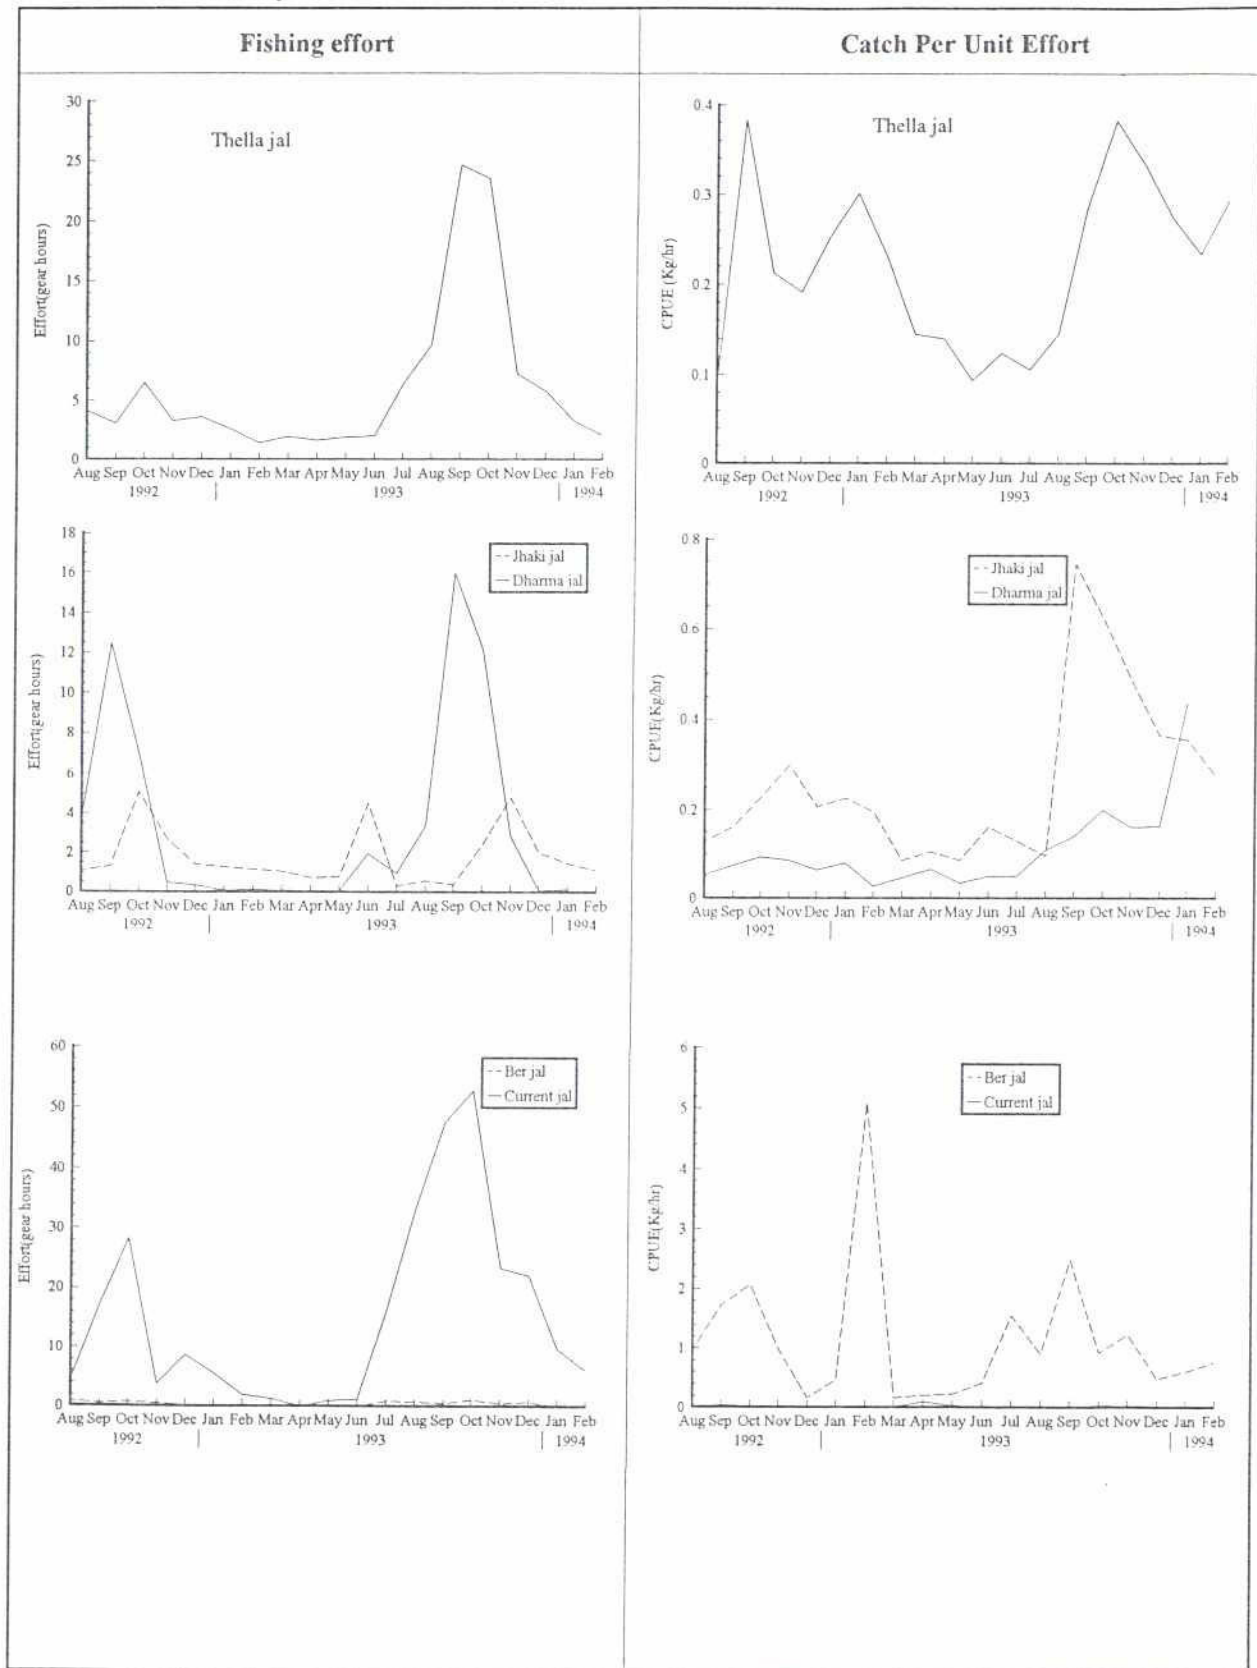 Fishing effort
Catch Per Unit Effort
Thella jal
Effort(gear hours)
30
25
20
15
10
5
0
Aug Sep Oct Nov Dec Jan Feb Mar Apr May Jun Jul Aug Sep Oct Nov Dec Jan Feb
1992 | 1993 | 1994
Thella jal
CPUE (Kg/hr)
0.4
0.3
0.2
0.1
0
Aug Sep Oct Nov Dec Jan Feb Mar Apr May Jun Jul Aug Sep Oct Nov Dec Jan Feb
1992 | 1993 | 1994
Jhaki jal
Dharma jal
Effort(gear hours)
18
16
14
12
10
8
6
4
2
0
Aug Sep Oct Nov Dec Jan Feb Mar Apr May Jun Jul Aug Sep Oct Nov Dec Jan Feb
1992 | 1993 | 1994
Jhaki jal
Dharma jal
CPUE(Kg/hr)
0.8
0.6
0.4
0.2
0
Aug Sep Oct Nov Dec Jan Feb Mar Apr May Jun Jul Aug Sep Oct Nov Dec Jan Feb
1992 | 1993 | 1994
Ber jal
Current jal
Effort(gear hours)
60
50
40
30
20
10
0
Aug Sep Oct Nov Dec Jan Feb Mar Apr May Jun Jul Aug Sep Oct Nov Dec Jan Feb
1992 | 1993 | 1994
Ber jal
Current jal
CPUE(Kg/hr)
6
5
4
3
2
1
0
Aug Sep Oct Nov Dec Jan Feb Mar Apr May Jun Jul Aug Sep Oct Nov Dec Jan Feb
1992 | 1993 | 1994